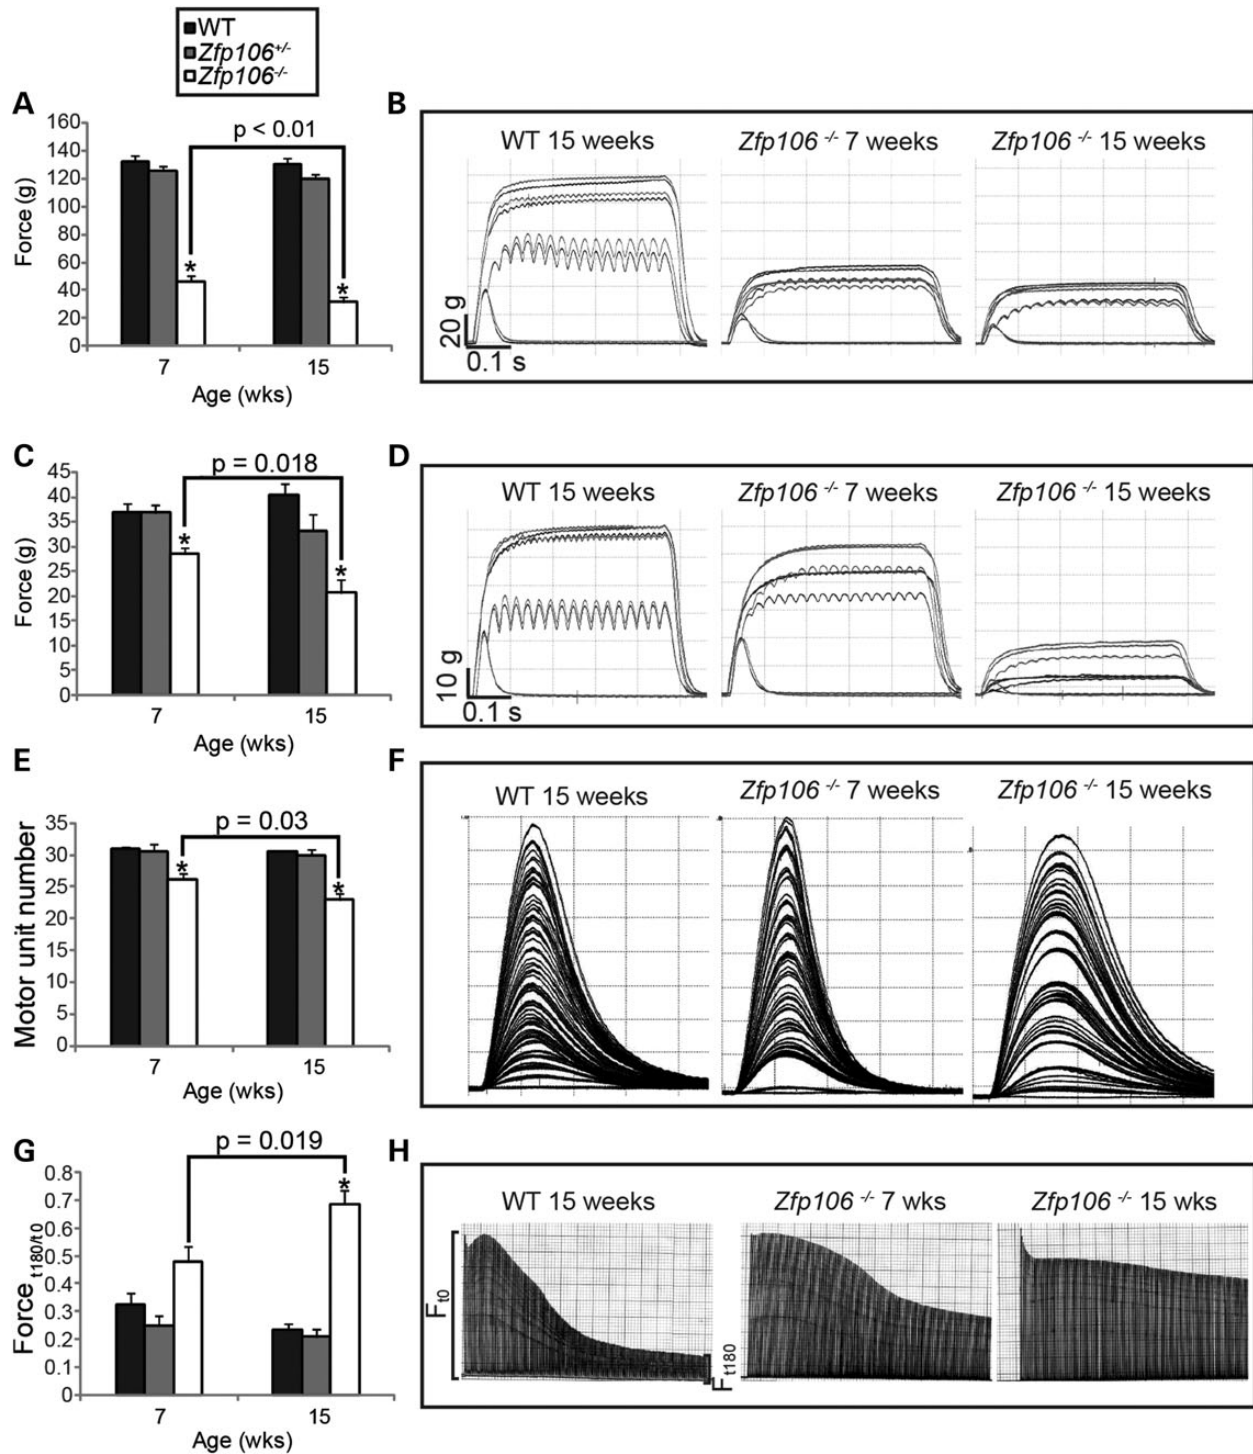 WT
Zfp106+/-
Zfp106-/-
A
160
140
120
100
80
60
40
20
0
Force (g)
p < 0.01
*
*
7
15
Age (wks)
B
WT 15 weeks
Zfp106 -/- 7 weeks
Zfp106 -/- 15 weeks
20 g
0.1 s
C
45
40
35
30
25
20
15
10
5
0
Force (g)
p = 0.018
*
*
7
15
Age (wks)
D
WT 15 weeks
Zfp106 -/- 7 weeks
Zfp106 -/- 15 weeks
10 g
0.1 s
E
35
30
25
20
15
10
5
0
Motor unit number
p = 0.03
*
*
7
15
Age (wks)
F
WT 15 weeks
Zfp106 -/- 7 weeks
Zfp106 -/- 15 weeks
G
0.8
0.7
0.6
0.5
0.4
0.3
0.2
0.1
0
Force t180/t0
p = 0.019
*
7
15
Age (wks)
H
WT 15 weeks
Zfp106 -/- 7 wks
Zfp106 -/- 15 wks
Ft0
Ft180